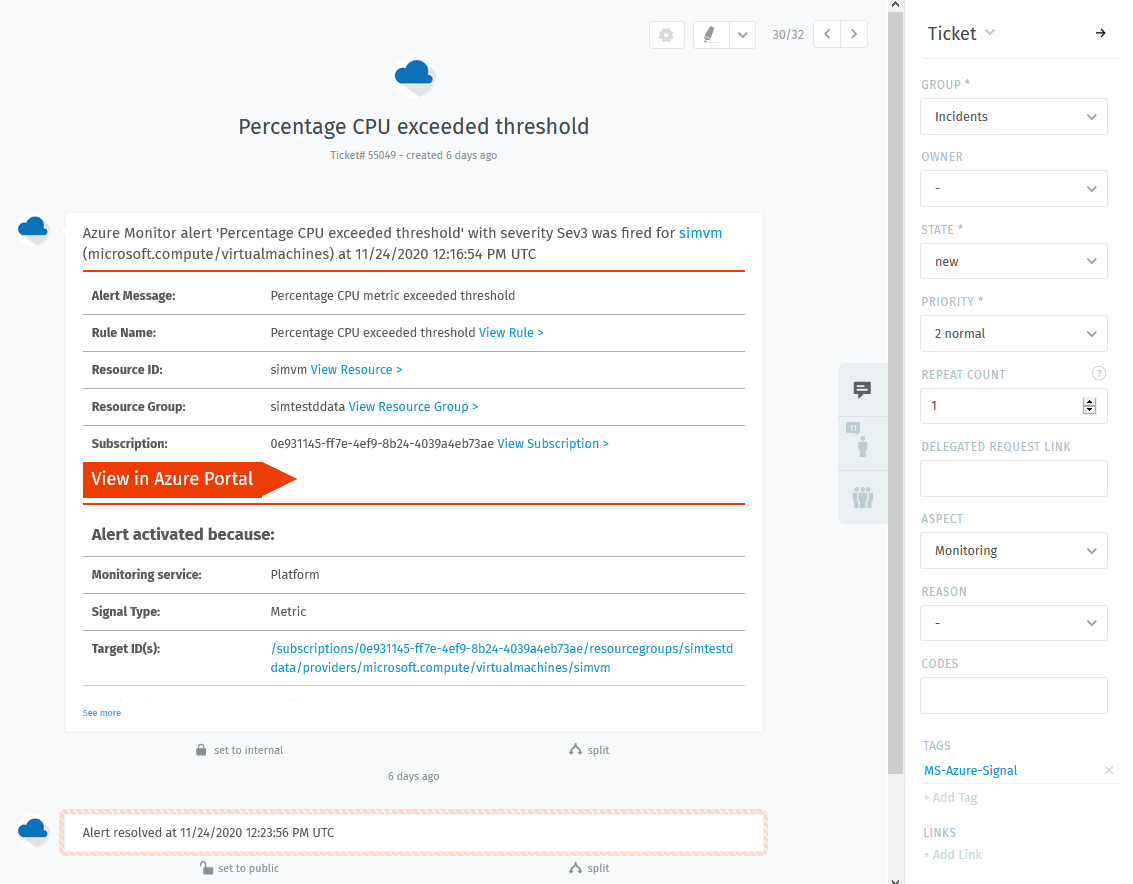 30/32
Percentage CPU exceeded threshold
Ticket# 55049 - created 6 days ago
Azure Monitor alert 'Percentage CPU exceeded threshold' with severity Sev3 was fired for simvm
(microsoft.compute/virtualmachines) at 11/24/2020 12:16:54 PM UTC
Alert Message: Percentage CPU metric exceeded threshold
Rule Name: Percentage CPU exceeded threshold View Rule >
Resource ID: simvm View Resource >
Resource Group: simtestddata View Resource Group >
Subscription: 0e931145-ff7e-4ef9-8b24-4039a4eb73ae View Subscription >
View in Azure Portal
Alert activated because:
Monitoring service: Platform
Signal Type: Metric
Target ID(s): /subscriptions/0e931145-ff7e-4ef9-8b24-4039a4eb73ae/resourcegroups/simtestd
data/providers/microsoft.compute/virtualmachines/simvm
See more
set to internal
split
6 days ago
Alert resolved at 11/24/2020 12:23:56 PM UTC
set to public
split
11
Ticket
GROUP *
Incidents
OWNER
-
STATE *
new
PRIORITY *
2 normal
REPEAT COUNT
?
1
DELEGATED REQUEST LINK
ASPECT
Monitoring
REASON
-
CODES
TAGS
MS-Azure-Signal
+ Add Tag
LINKS
+ Add Link